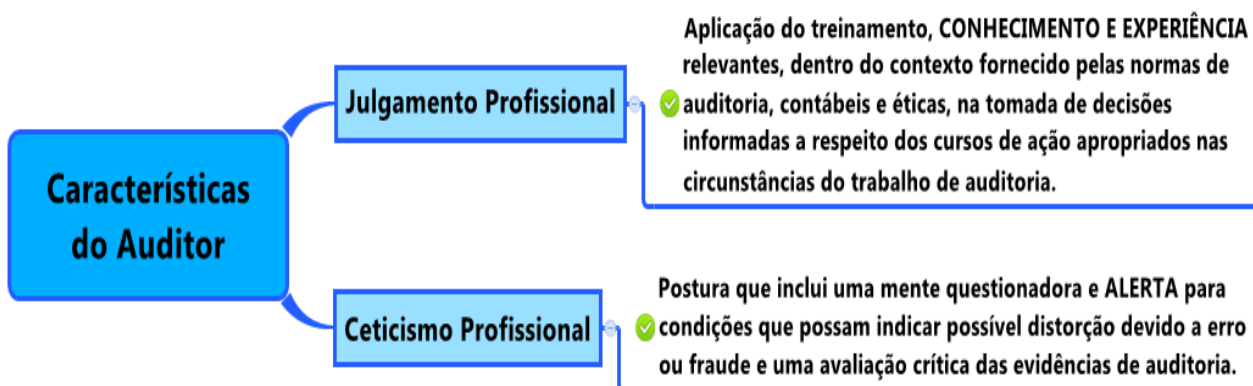 Características
do Auditor
Julgamento Profissional
Aplicação do treinamento, CONHECIMENTO E EXPERIÊNCIA
relevantes, dentro do contexto fornecido pelas normas de
auditoria, contábeis e éticas, na tomada de decisões
informadas a respeito dos cursos de ação apropriados nas
circunstâncias do trabalho de auditoria.
Ceticismo Profissional
Postura que inclui uma mente questionadora e ALERTA para
condições que possam indicar possível distorção devido a erro
ou fraude e uma avaliação crítica das evidências de auditoria.